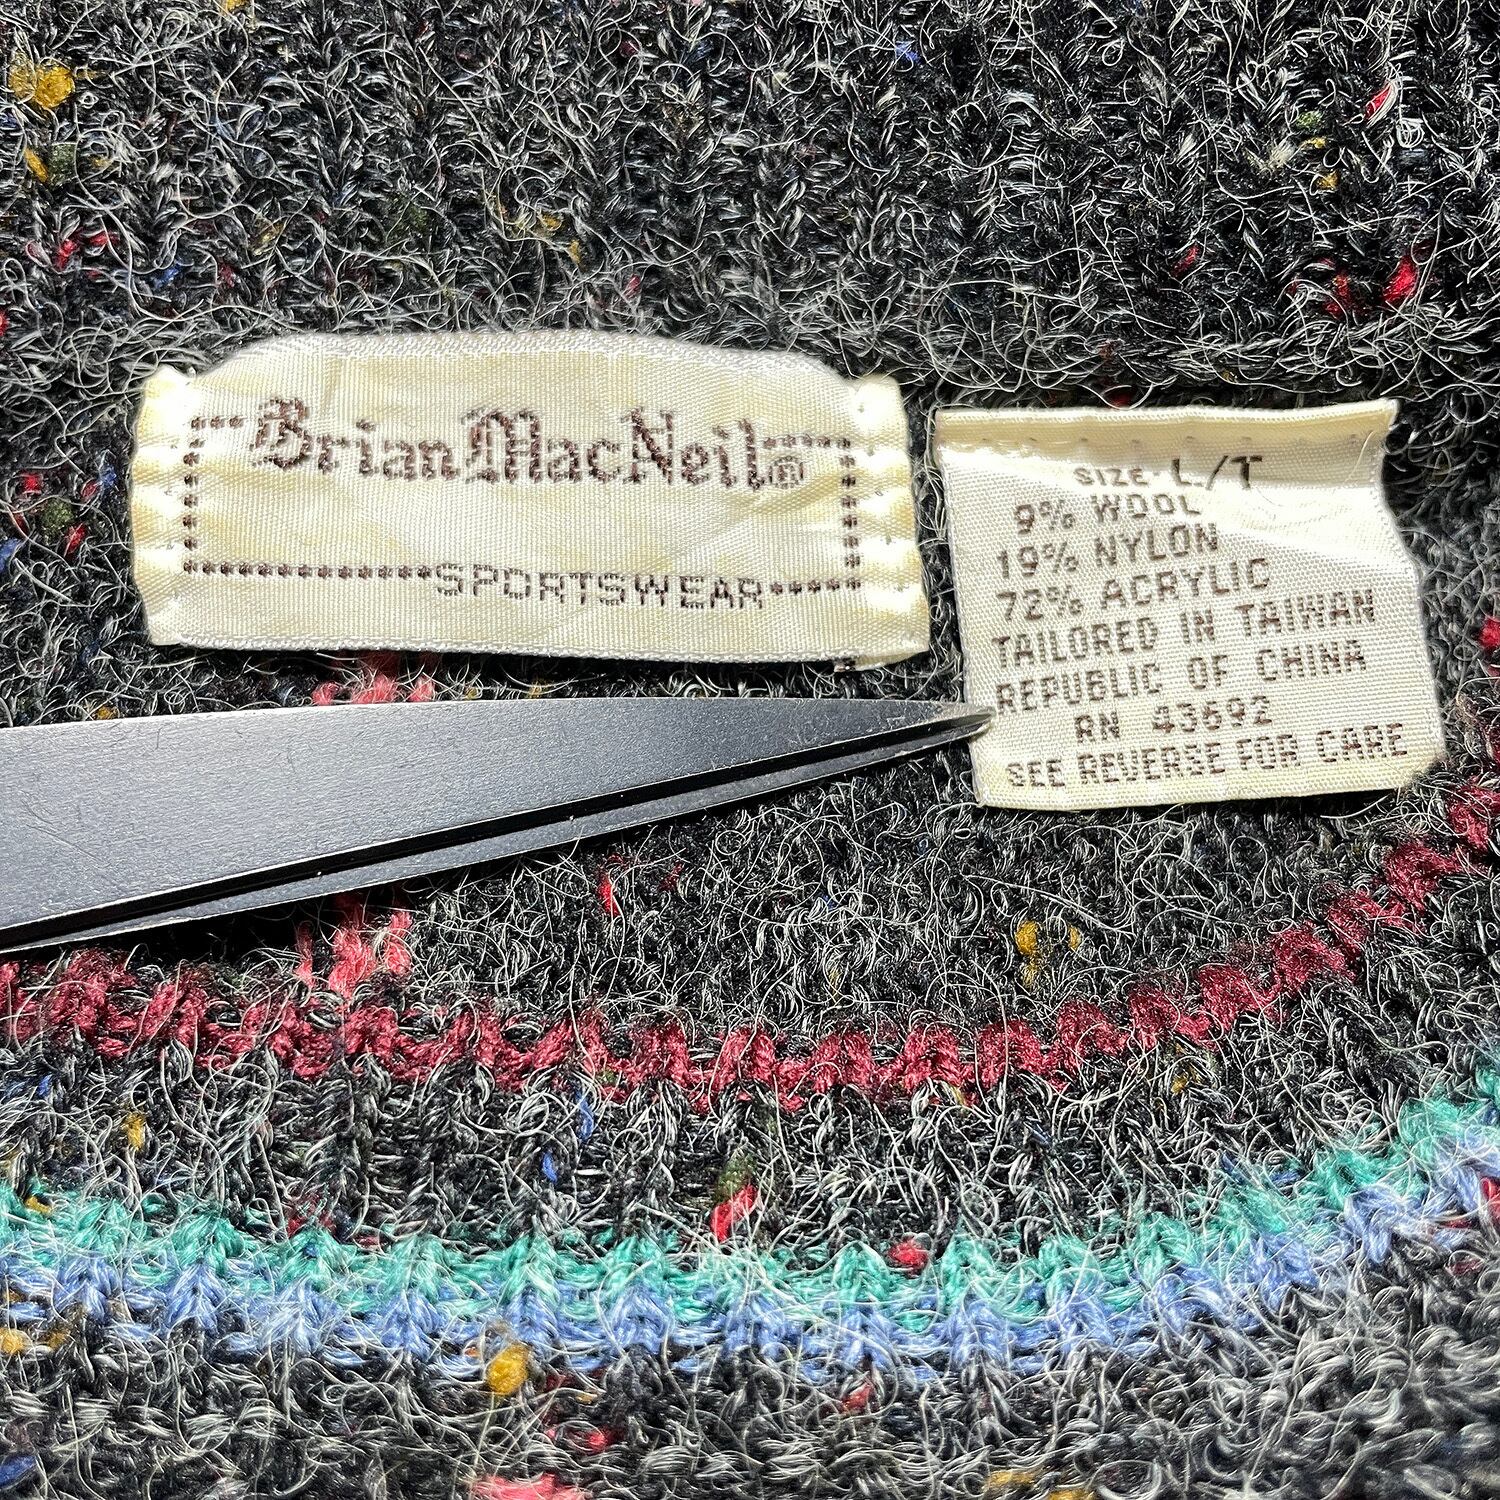 Brian MacNeil®
SPORTSWEAR
SIZE-L/T
9% WOOL
19% NYLON
72% ACRYLIC
TAILORED IN TAIWAN
REPUBLIC OF CHINA
RN 43692
SEE REVERSE FOR CARE